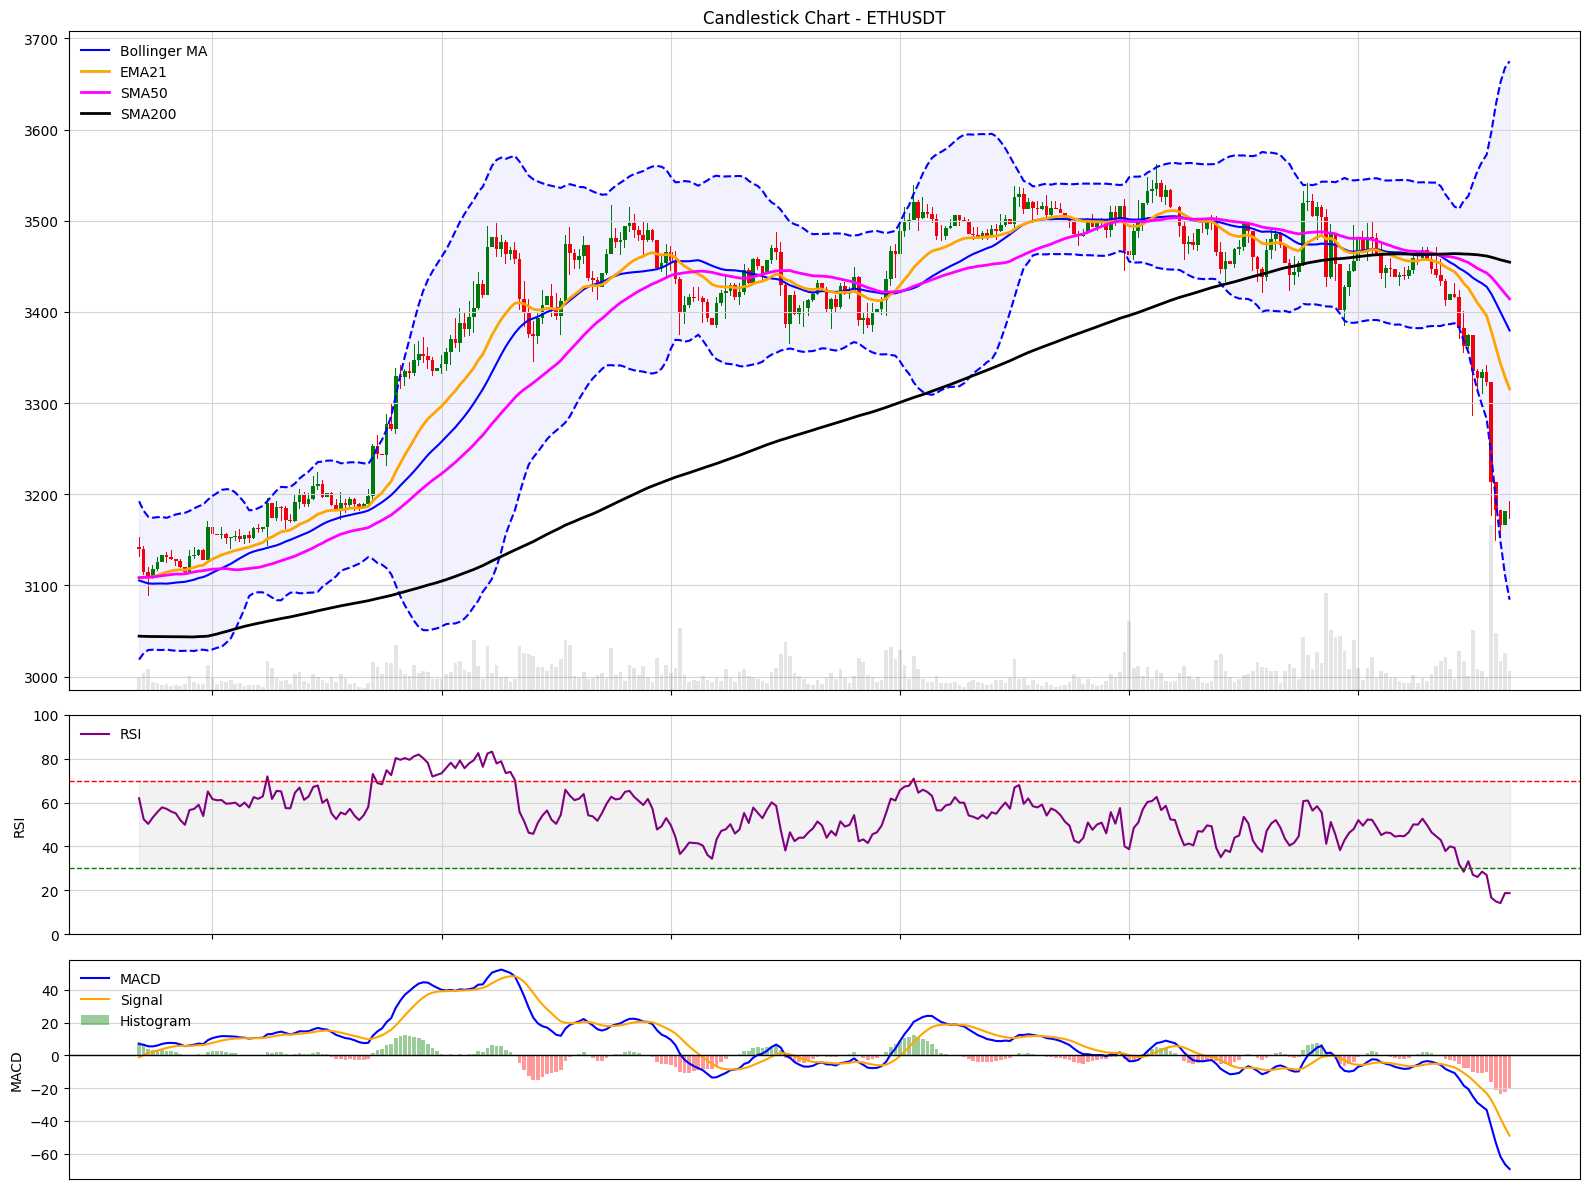 Candlestick Chart - ETHUSDT
Bollinger MA
EMA21
SMA50
SMA200
3700
3600
3500
3400
3300
3200
3100
3000
RSI
RSI
100
80
60
40
20
0
MACD
Signal
Histogram
MACD
40
20
0
−20
−40
−60